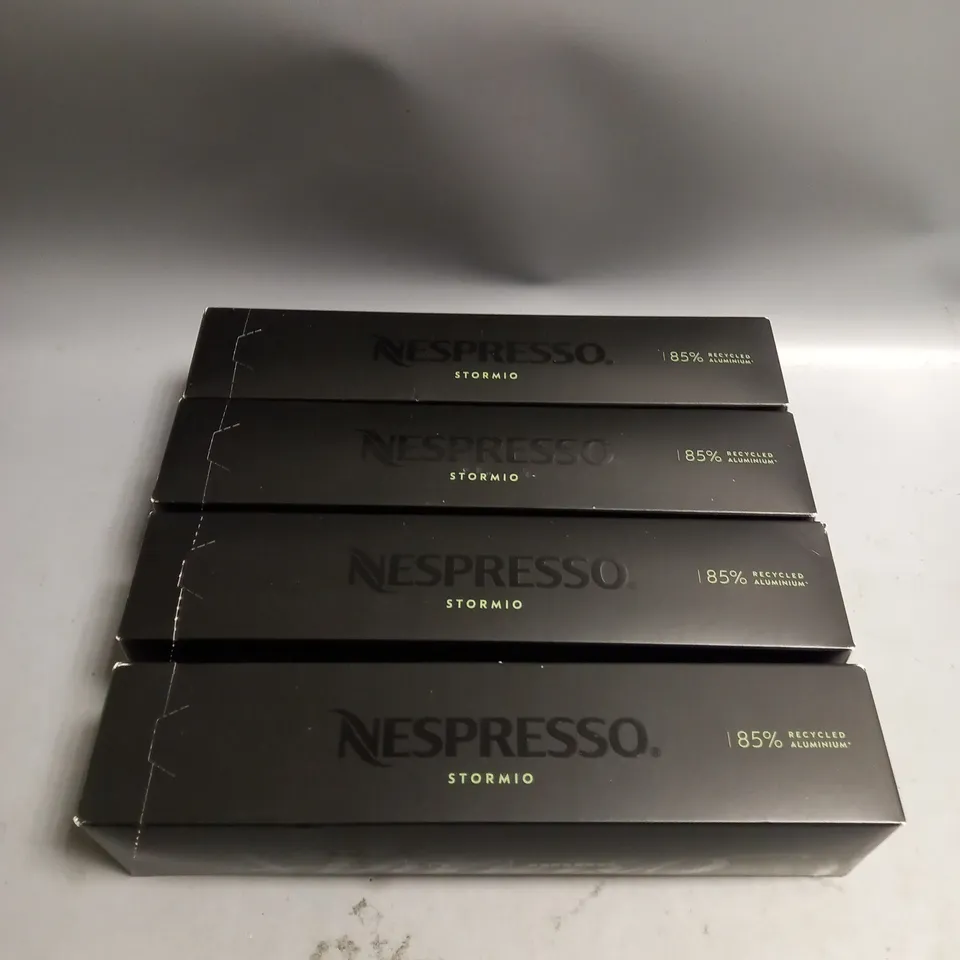 NESPRESSO.
STORMIO
85% RECYCLED
ALUMINIUM*
NESPRESSO
STORMIO
85% RECYCLED
ALUMINIUM*
NESPRESSO.
STORMIO
85% RECYCLED
ALUMINIUM*
NESPRESSO.
STORMIO
85% RECYCLED
ALUMINIUM*